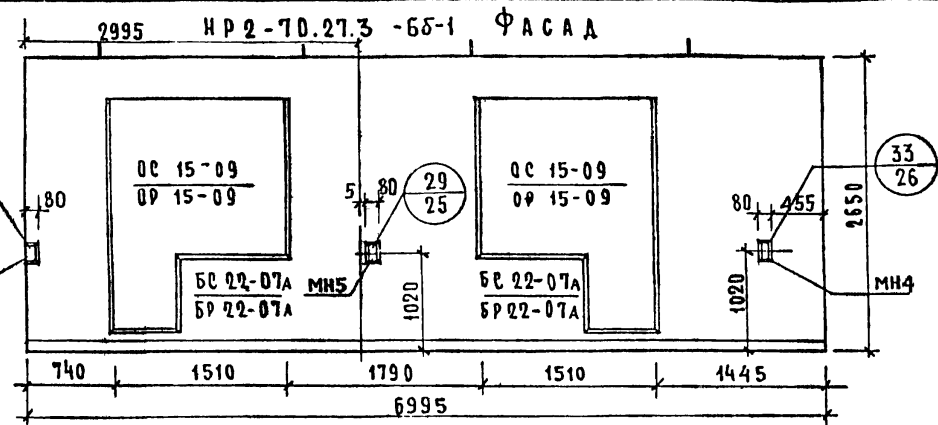 2995 НР2-70.27.3 -Бб-1 ФАСАД
ОС 15-09
ОР 15-09
ОС 15-09
ОР 15-09
80
5 80
29
25
80 455
33
26
2650
БС 22-07А
БР 22-07А
МН5
1020
БС 22-07А
БР 22-07А
1020
МН4
740 1510 1790 1510 1445
6995